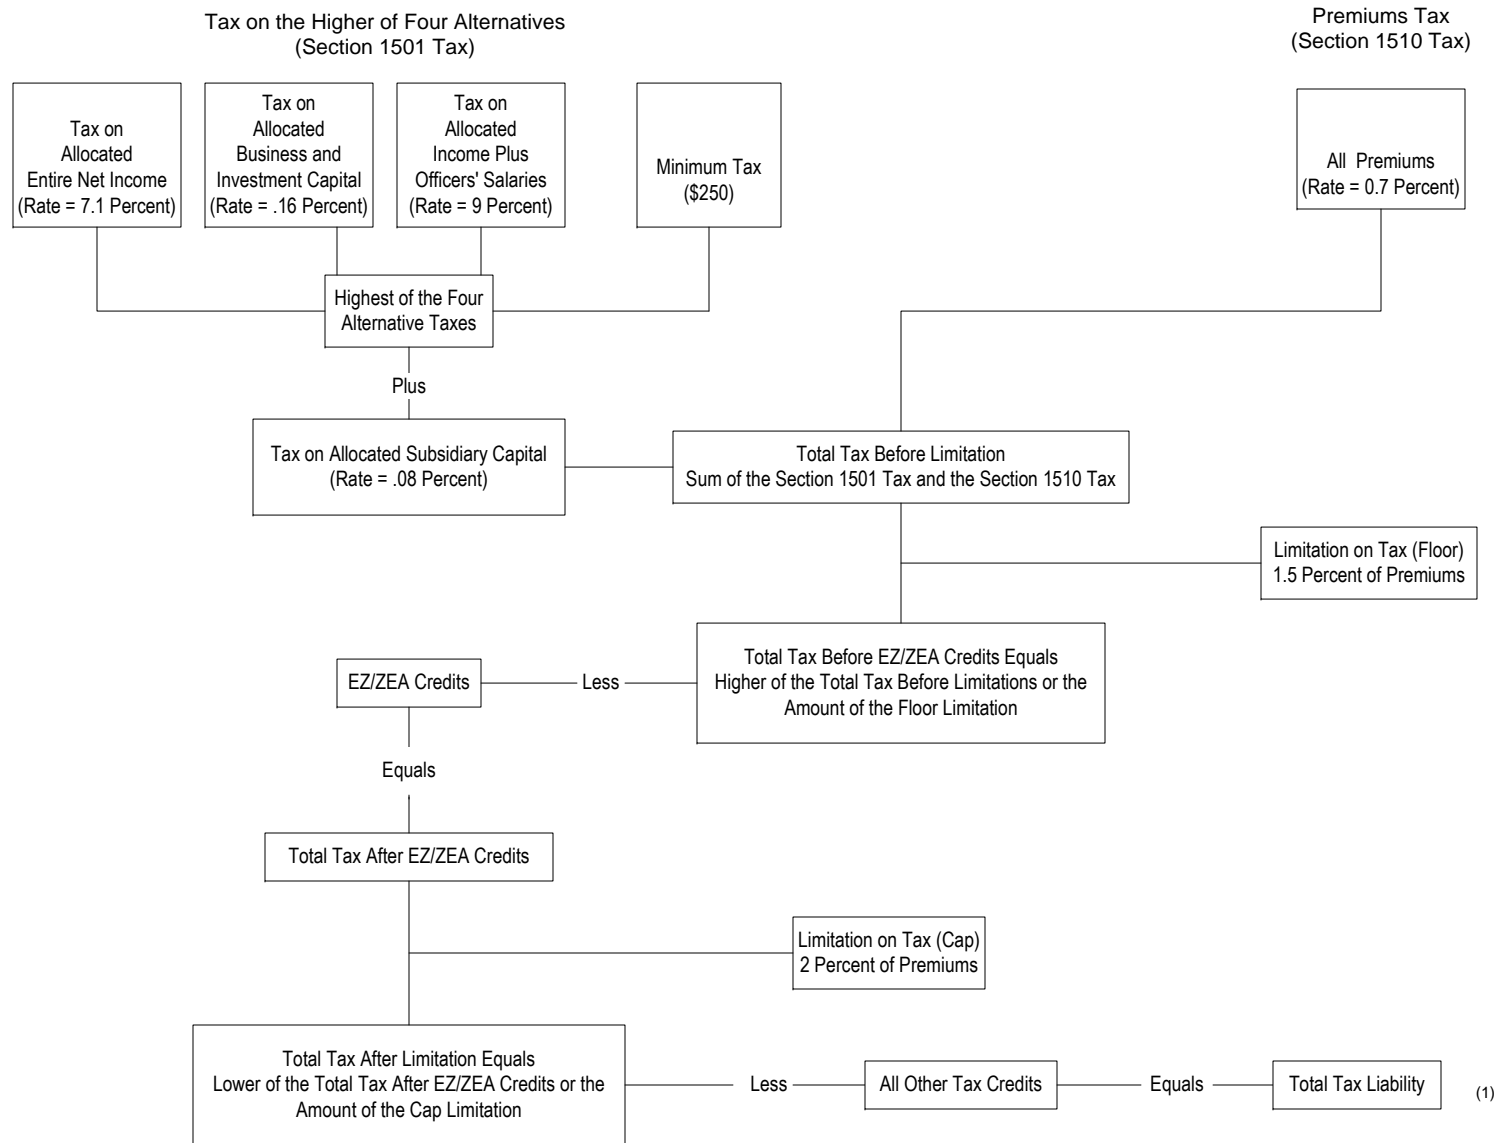 Tax on the Higher of Four Alternatives
(Section 1501 Tax)
Premiums Tax
(Section 1510 Tax)
Tax on
Allocated
Entire Net Income
(Rate = 7.1 Percent)
Tax on
Allocated
Business and
Investment Capital
(Rate = .16 Percent)
Tax on
Allocated
Income Plus
Officers' Salaries
(Rate = 9 Percent)
Minimum Tax
($250)
All Premiums
(Rate = 0.7 Percent)
Highest of the Four
Alternative Taxes
Plus
Tax on Allocated Subsidiary Capital
(Rate = .08 Percent)
Total Tax Before Limitation
Sum of the Section 1501 Tax and the Section 1510 Tax
Limitation on Tax (Floor)
1.5 Percent of Premiums
Total Tax Before EZ/ZEA Credits Equals
Higher of the Total Tax Before Limitations or the
Amount of the Floor Limitation
Less
EZ/ZEA Credits
Equals
Total Tax After EZ/ZEA Credits
Limitation on Tax (Cap)
2 Percent of Premiums
Total Tax After Limitation Equals
Lower of the Total Tax After EZ/ZEA Credits or the
Amount of the Cap Limitation
Less
All Other Tax Credits
Equals
Total Tax Liability
(1)